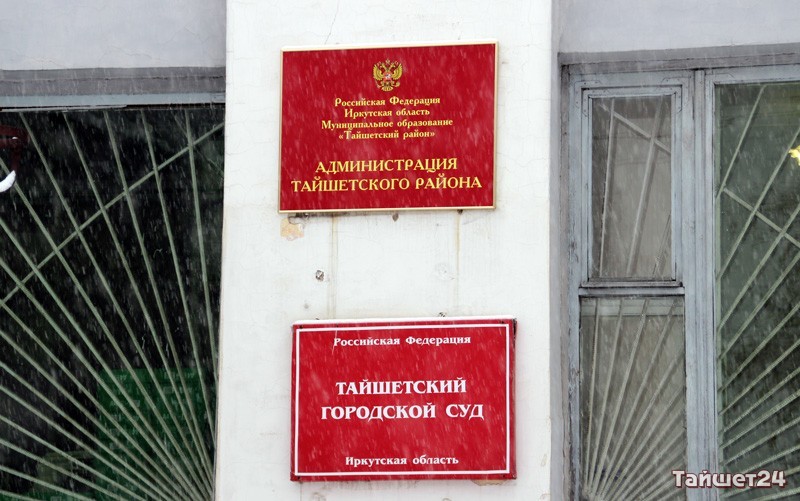 Российская Федерация
Иркутская область
Муниципальное образование
«Тайшетский район»
АДМИНИСТРАЦИЯ
ТАЙШЕТСКОГО РАЙОНА
Российская Федерация
ТАЙШЕТСКИЙ
ГОРОДСКОЙ СУД
Иркутская область
Тайшет24